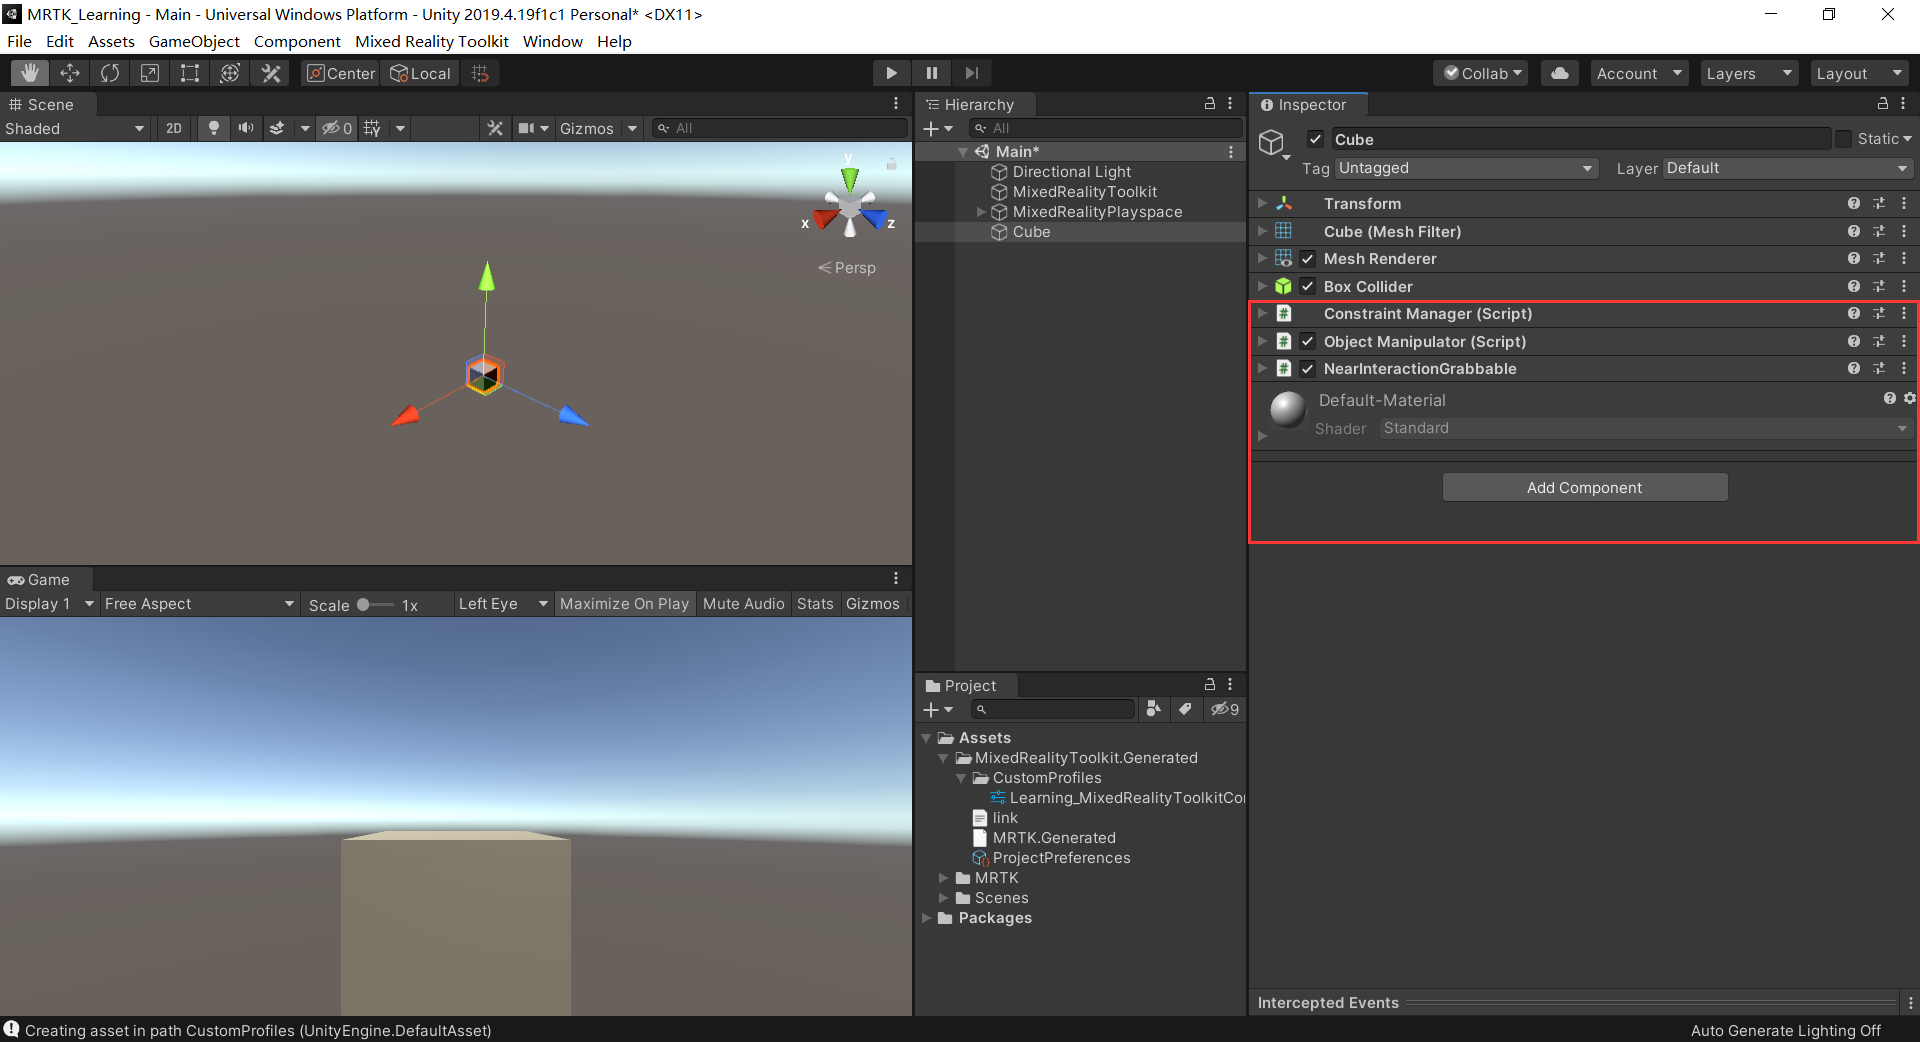 MRTK_Learning - Main - Universal Windows Platform - Unity 2019.4.19f1c1 Personal* <DX11>
File Edit Assets GameObject Component Mixed Reality Toolkit Window Help
Center Local Collab Account Layers Layout
Scene
Shaded 2D 0 Gizmos All
y
x z
Persp
Game
Display 1 Free Aspect Scale 1x Left Eye Maximize On Play Mute Audio Stats Gizmos
Hierarchy
All
Main*
Directional Light
MixedRealityToolkit
MixedRealityPlayspace
Cube
Project
9
Assets
MixedRealityToolkit.Generated
CustomProfiles
Learning_MixedRealityToolkitCo
link
MRTK.Generated
ProjectPreferences
MRTK
Scenes
Packages
Inspector
Cube Static
Tag Untagged Layer Default
Transform
Cube (Mesh Filter)
Mesh Renderer
Box Collider
Constraint Manager (Script)
Object Manipulator (Script)
NearInteractionGrabbable
Default-Material
Shader Standard
Add Component
Intercepted Events
Creating asset in path CustomProfiles (UnityEngine.DefaultAsset)
Auto Generate Lighting Off